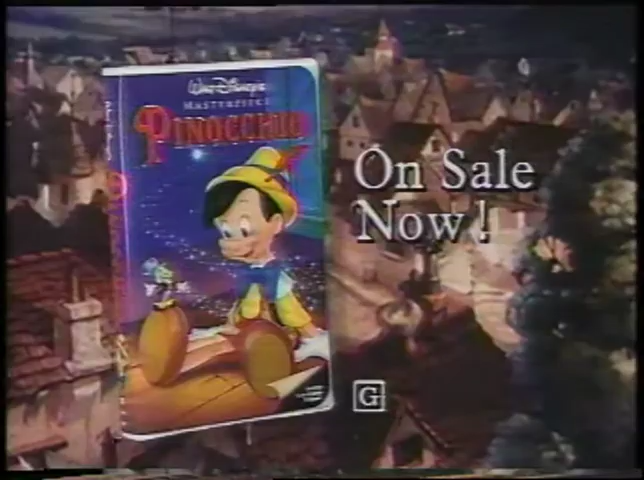 Walt Disney's
MASTERPIECE
PINOCCHIO
On Sale
Now!
G